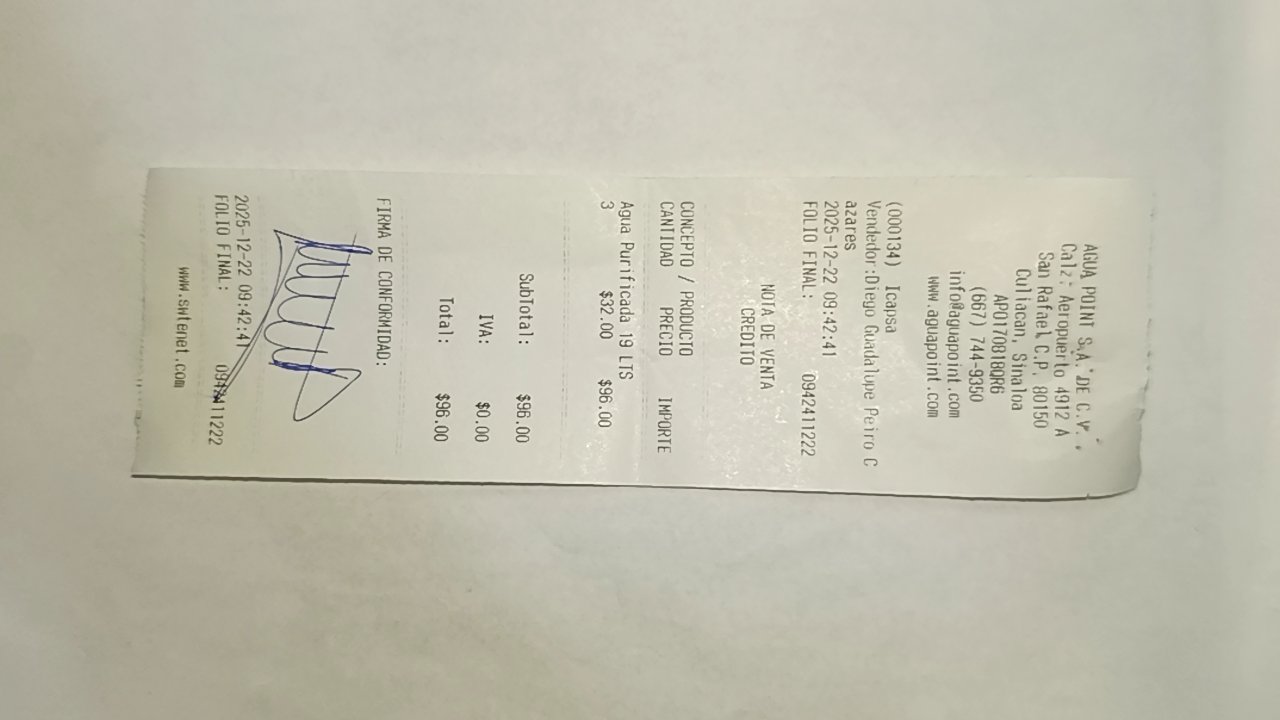 AGUA POINT S.A. DE C.V.
Calz. Aeropuerto 4912 A
San Rafael C.P. 80150
Culiacan, Sinaloa
APO170818QR6
(667) 744-9350
info@aguapoint.com
www.aguapoint.com
(000134) Icapsa
Vendedor:Diego Guadalupe Peiro C
azares
2025-12-22 09:42:41
FOLIO FINAL: 0942411222
NOTA DE VENTA
CREDITO
CONCEPTO / PRODUCTO
CANTIDAD PRECIO IMPORTE
Agua Purificada 19 LTS
3 $32.00 $96.00
SubTotal: $96.00
IVA: $0.00
Total: $96.00
FIRMA DE CONFORMIDAD:
2025-12-22 09:42:41
FOLIO FINAL: 0942411222
www.swtenet.com